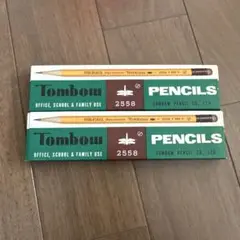 Tombow
2558
PENCILS
OFFICE, SCHOOL & FAMILY USE
TOMBOW PENCIL CO., LTD.
Tombow
2558
PENCILS
OFFICE, SCHOOL & FAMILY USE
TOMBOW PENCIL CO., LTD.